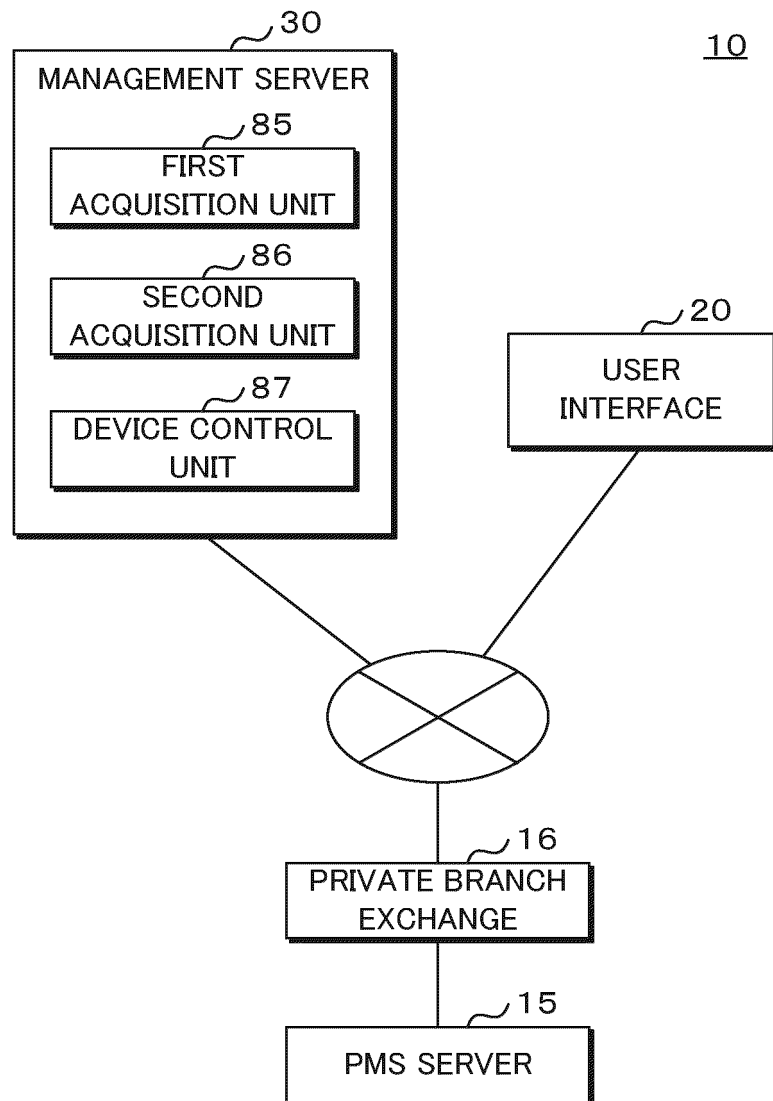 30
10
MANAGEMENT SERVER
85
FIRST
ACQUISITION UNIT
86
SECOND
ACQUISITION UNIT
87
DEVICE CONTROL
UNIT
20
USER
INTERFACE
16
PRIVATE BRANCH
EXCHANGE
15
PMS SERVER